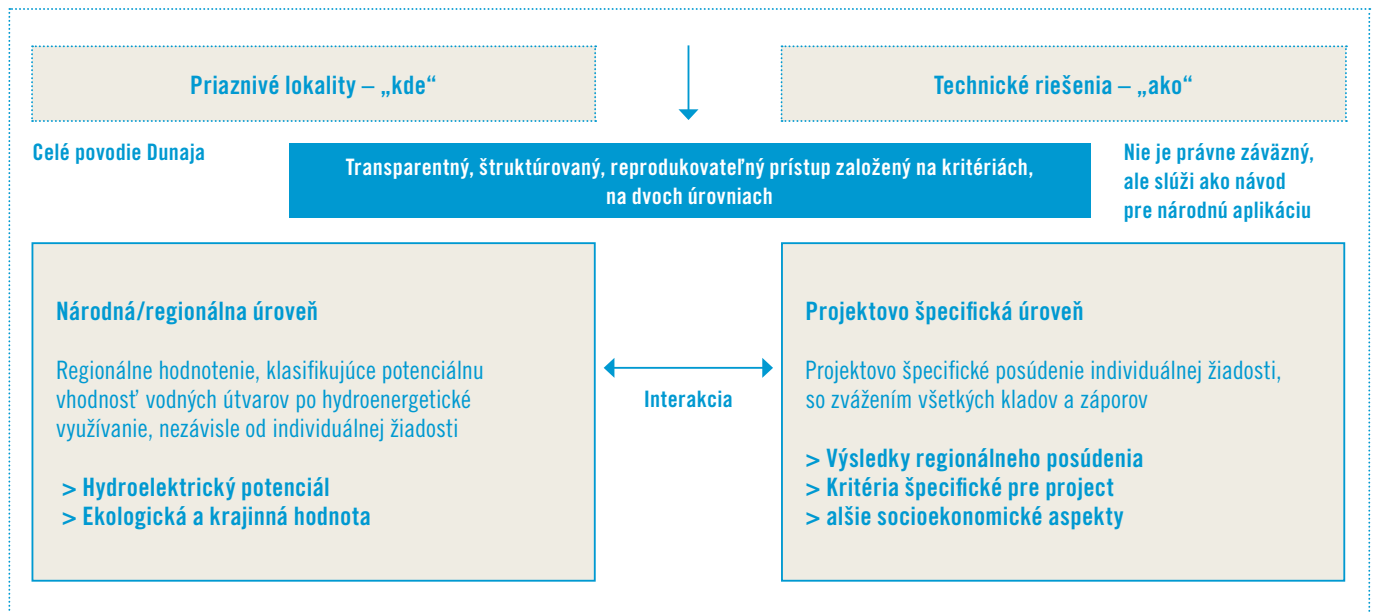 Priaznivé lokality – „kde“
Technické riešenia – „ako“
Celé povodie Dunaja
Transparentný, štruktúrovaný, reprodukovateľný prístup založený na kritériách,
na dvoch úrovniach
Nie je právne záväzný,
ale slúži ako návod
pre národnú aplikáciu
Národná/regionálna úroveň
Regionálne hodnotenie, klasifikujúce potenciálnu
vhodnosť vodných útvarov po hydroenergetické
využívanie, nezávisle od individuálnej žiadosti
> Hydroelektrický potenciál
> Ekologická a krajinná hodnota
Interakcia
Projektovo špecifická úroveň
Projektovo špecifické posúdenie individuálnej žiadosti,
so zvážením všetkých kladov a záporov
> Výsledky regionálneho posúdenia
> Kritéria špecifické pre project
> alšie socioekonomické aspekty